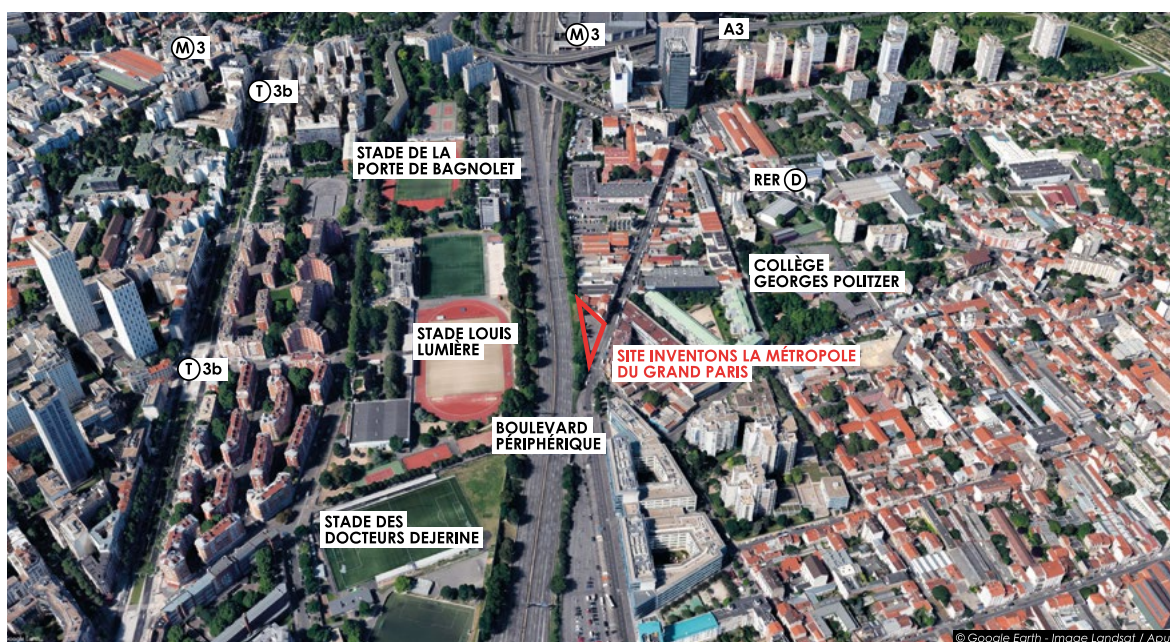 M 3
M 3
A3
T 3b
STADE DE LA
PORTE DE BAGNOLET
RER D
COLLÈGE
GEORGES POLITZER
STADE LOUIS
LUMIÈRE
SITE INVENTONS LA MÉTROPOLE
DU GRAND PARIS
T 3b
BOULEVARD
PÉRIPHÉRIQUE
STADE DES
DOCTEURS DEJERINE
© Google Earth - Image Landsat / Apur